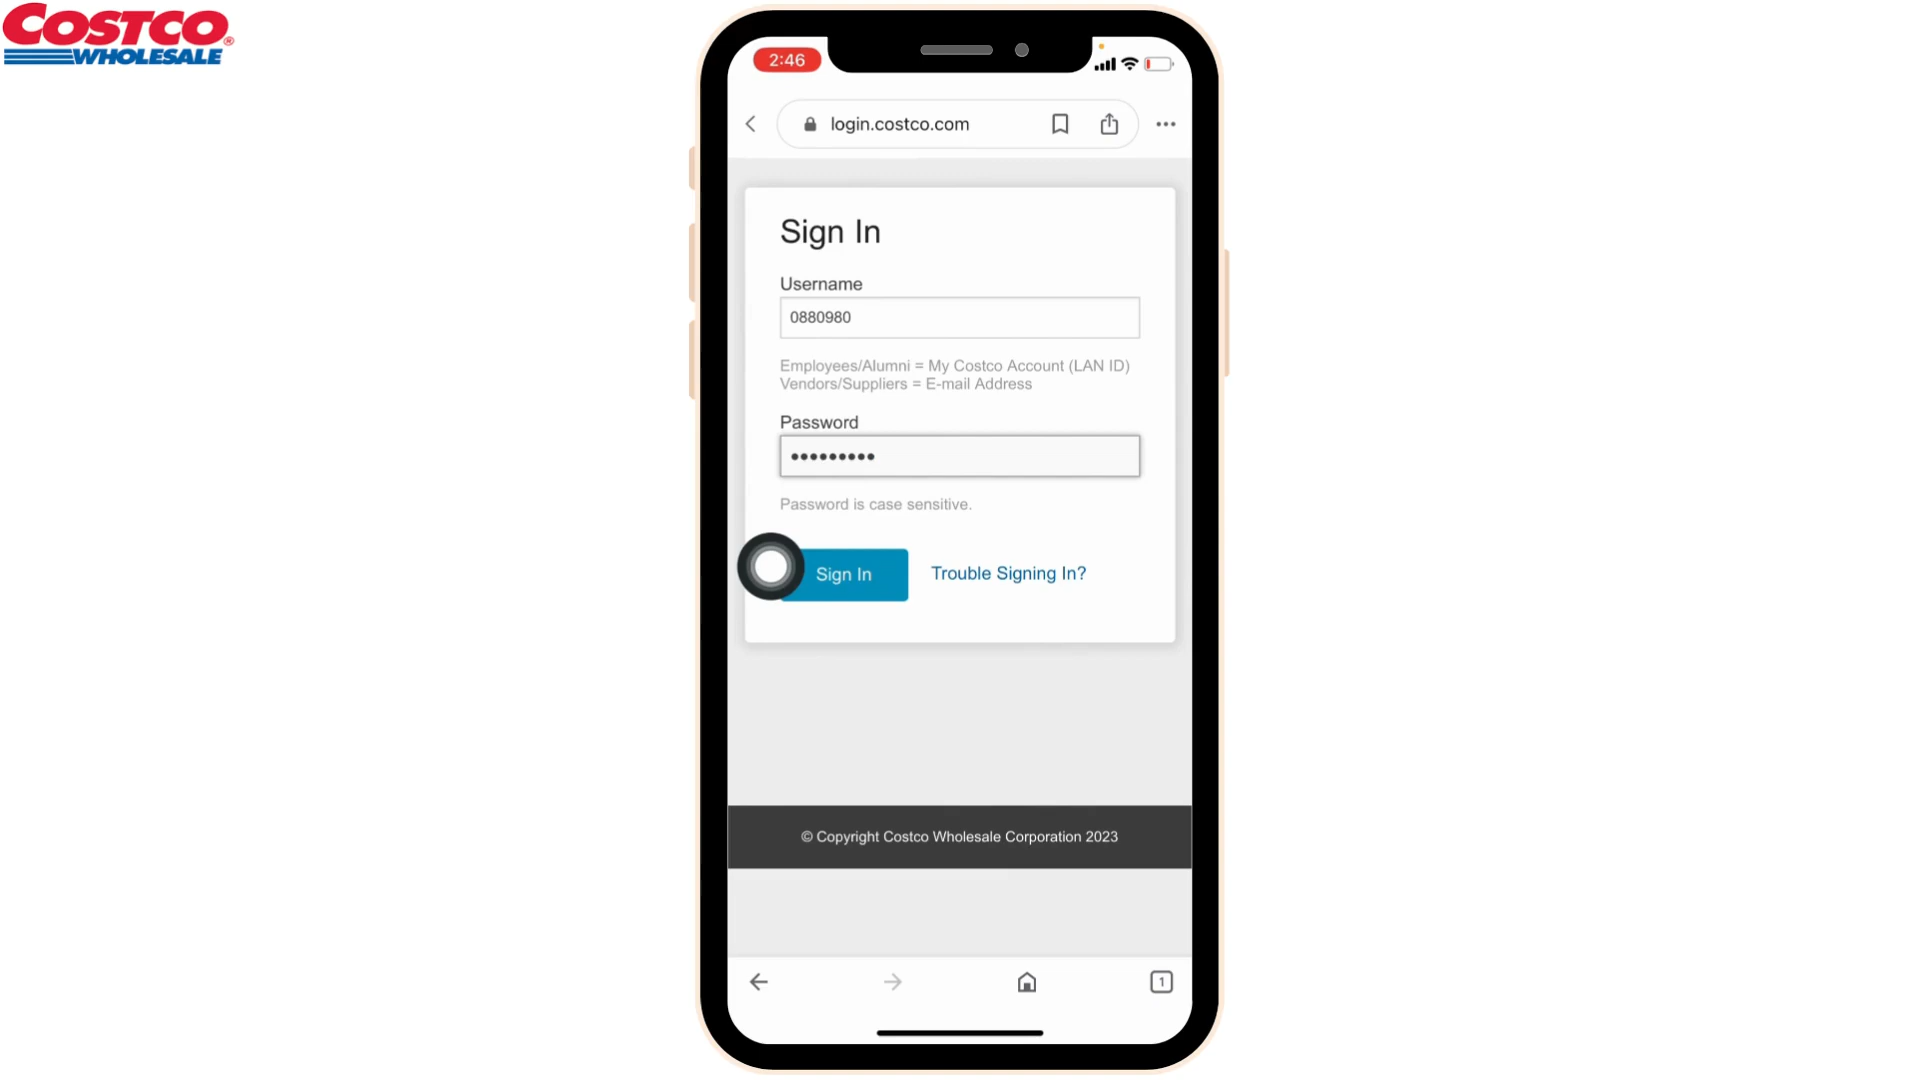 COSTCO
WHOLESALE
2:46
login.costco.com
Sign In
Username
0880980
Employees/Alumni = My Costco Account (LAN ID)
Vendors/Suppliers = E-mail Address
Password
•••••••••
Password is case sensitive.
Sign In
Trouble Signing In?
© Copyright Costco Wholesale Corporation 2023
1